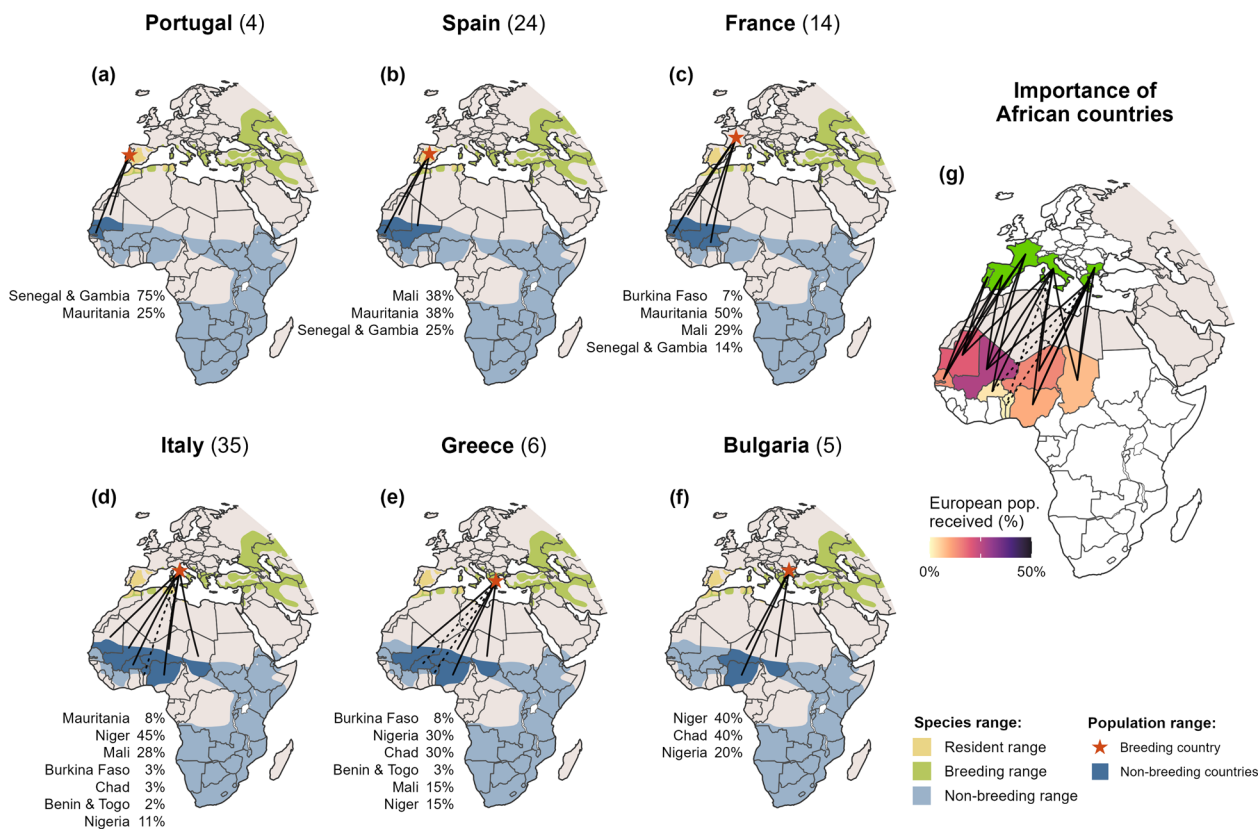 Portugal (4)
Spain (24)
France (14)
(a)
(b)
(c)
Importance of
African countries
(g)
Senegal & Gambia 75%
Mauritania 25%
Mali 38%
Mauritania 38%
Senegal & Gambia 25%
Burkina Faso 7%
Mauritania 50%
Mali 29%
Senegal & Gambia 14%
Italy (35)
Greece (6)
Bulgaria (5)
(d)
(e)
(f)
European pop.
received (%)
0%
50%
Mauritania 8%
Niger 45%
Mali 28%
Burkina Faso 3%
Chad 3%
Benin & Togo 2%
Nigeria 11%
Burkina Faso 8%
Nigeria 30%
Chad 30%
Benin & Togo 3%
Mali 15%
Niger 15%
Niger 40%
Chad 40%
Nigeria 20%
Species range:
Resident range
Breeding range
Non-breeding range
Population range:
Breeding country
Non-breeding countries